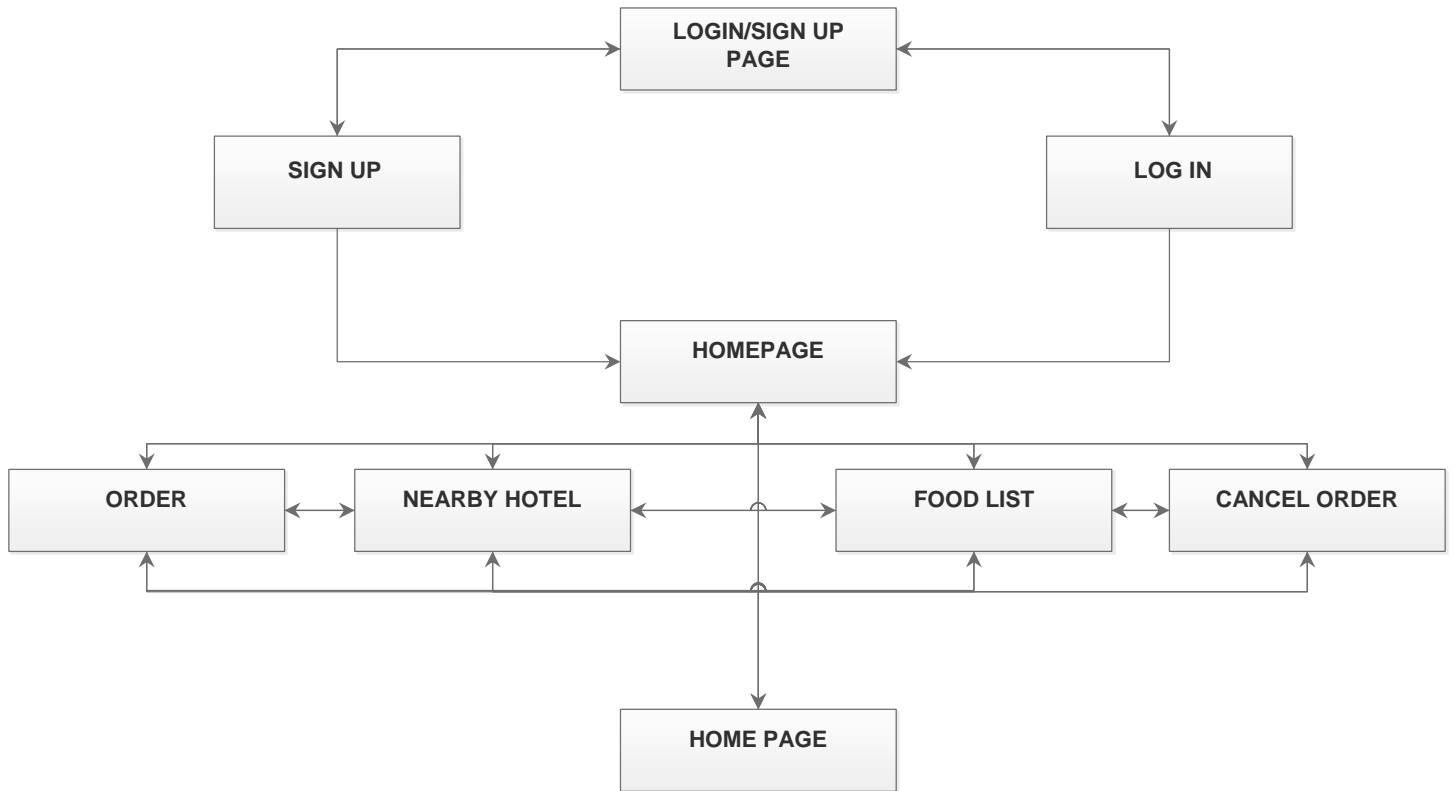 LOGIN/SIGN UP
PAGE
SIGN UP
LOG IN
HOMEPAGE
ORDER
NEARBY HOTEL
FOOD LIST
CANCEL ORDER
HOME PAGE